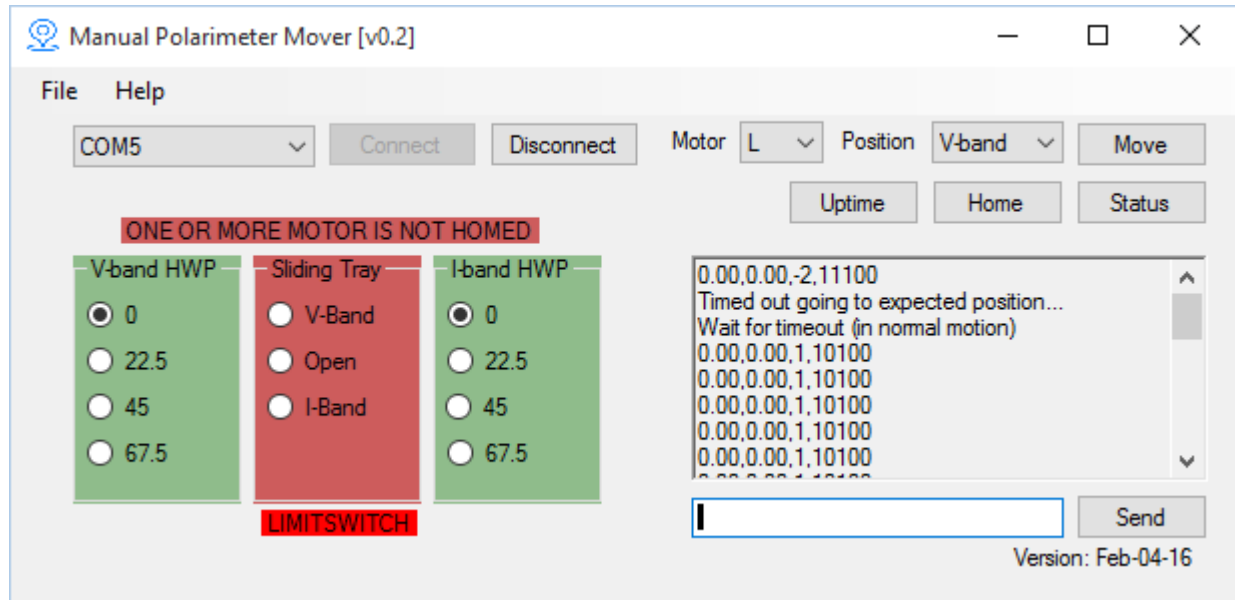 Manual Polarimeter Mover [v0.2]
File Help
COM5 Connect Disconnect Motor L Position V-band Move
Uptime Home Status
ONE OR MORE MOTOR IS NOT HOMED
V-band HWP
0
22.5
45
67.5
Sliding Tray
V-Band
Open
I-Band
I-band HWP
0
22.5
45
67.5
LIMITSWITCH
0.00,0.00,-2,11100
Timed out going to expected position...
Wait for timeout (in normal motion)
0.00,0.00,1,10100
0.00,0.00,1,10100
0.00,0.00,1,10100
0.00,0.00,1,10100
0.00,0.00,1,10100
Send
Version: Feb-04-16